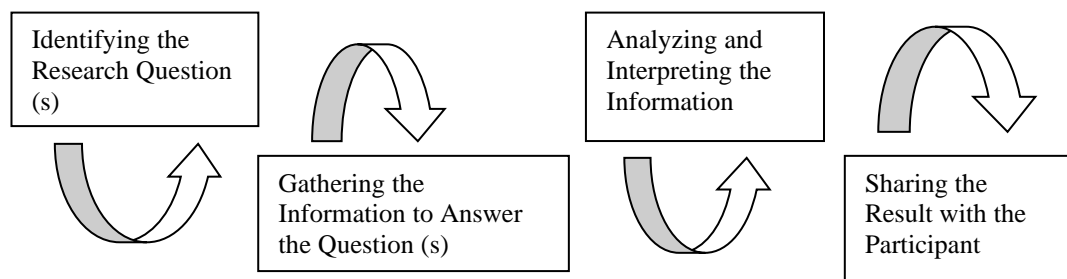 Identifying the
Research Question
(s)
Gathering the
Information to Answer
the Question (s)
Analyzing and
Interpreting the
Information
Sharing the
Result with the
Participant